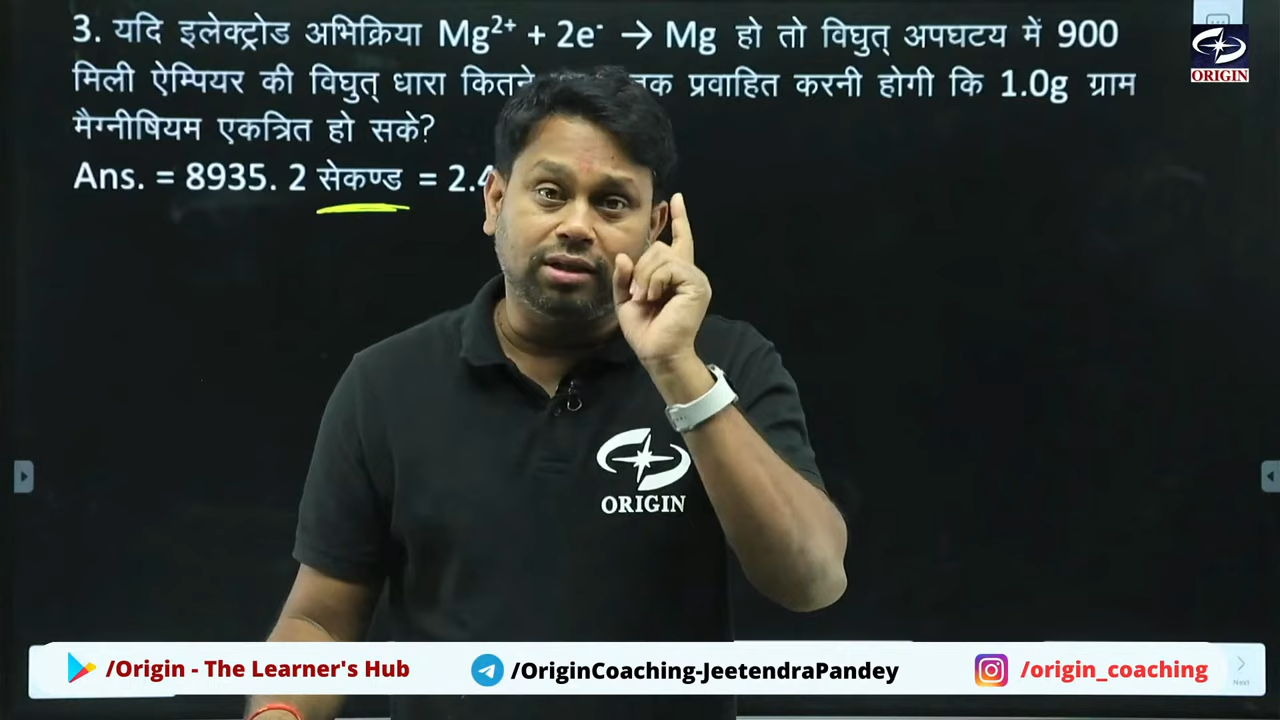 3. यदि इलेक्ट्रोड अभिक्रिया Mg²⁺ + 2e⁻ → Mg हो तो विघुत् अपघटय में 900
मिली ऐम्पियर की विघुत् धारा कितने तक प्रवाहित करनी होगी कि 1.0g ग्राम
मैग्नीषियम एकत्रित हो सके?
Ans. = 8935. 2 सेकण्ड = 2.4
ORIGIN
ORIGIN
/Origin - The Learner's Hub
/OriginCoaching-JeetendraPandey
/origin_coaching
Next